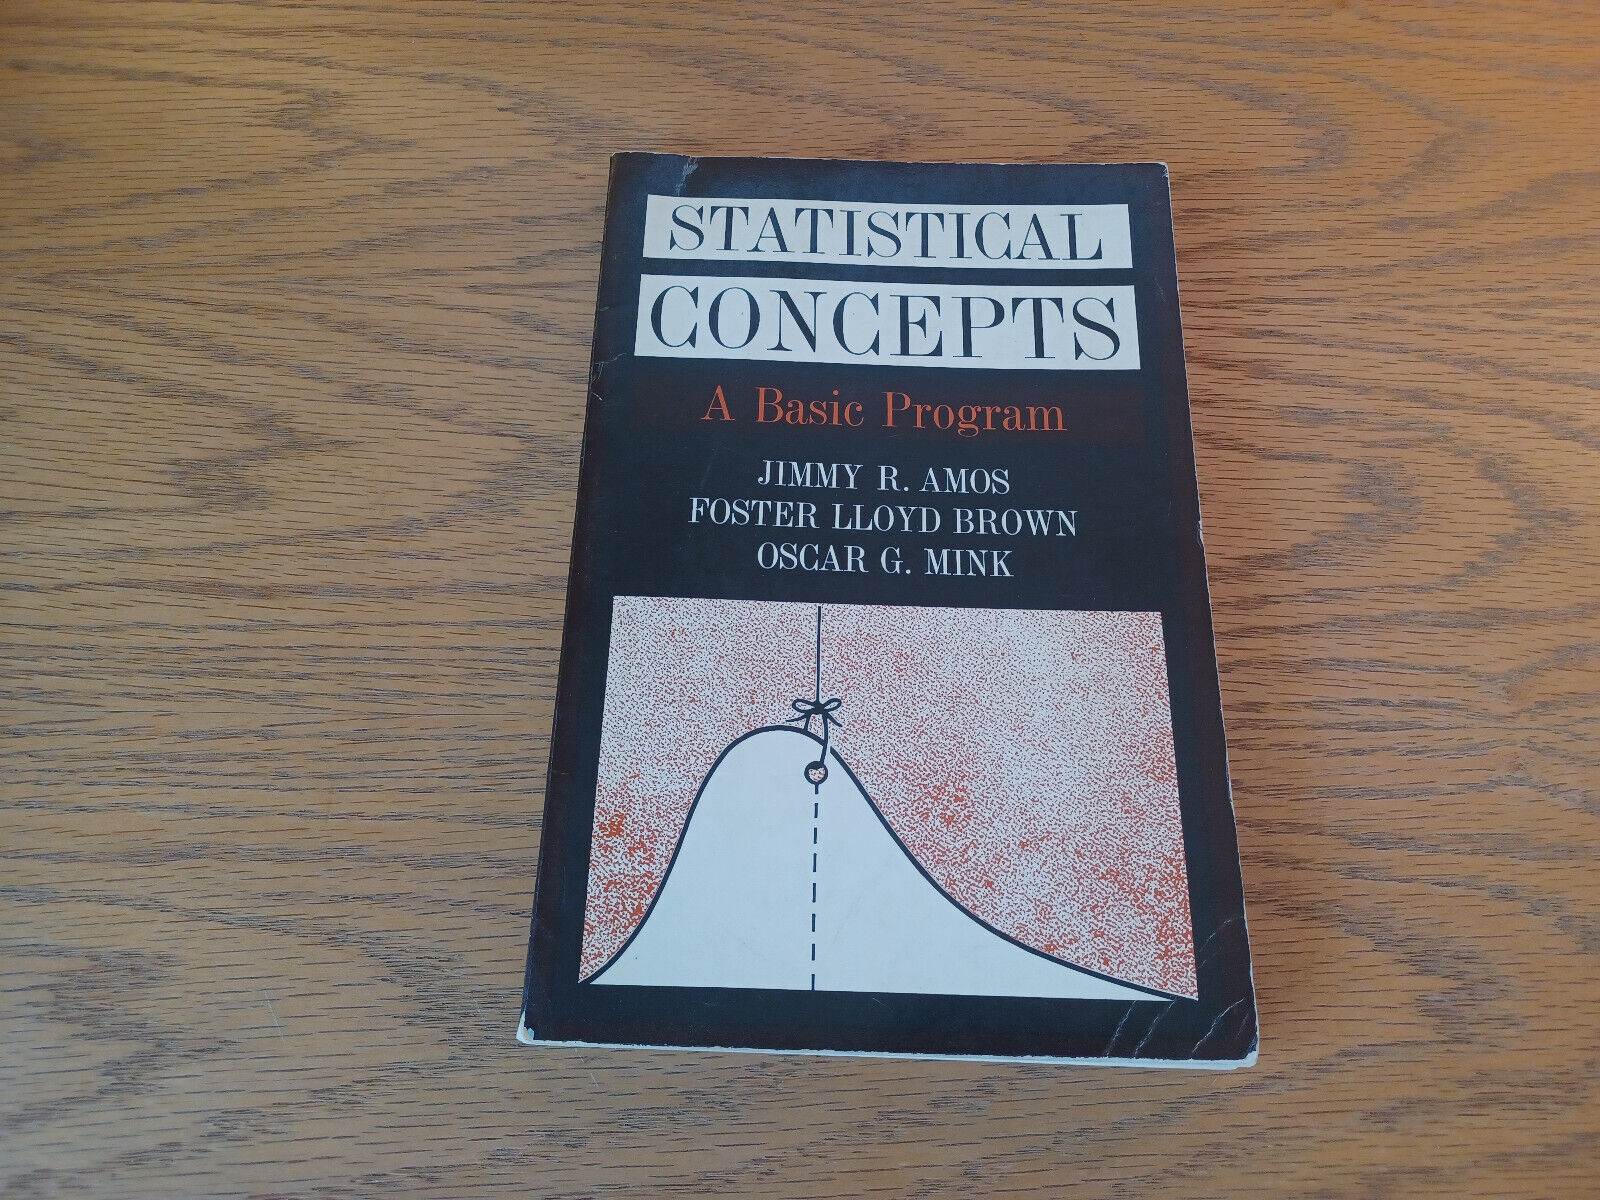 STATISTICAL
CONCEPTS
A Basic Program
JIMMY R. AMOS
FOSTER LLOYD BROWN
OSCAR G. MINK